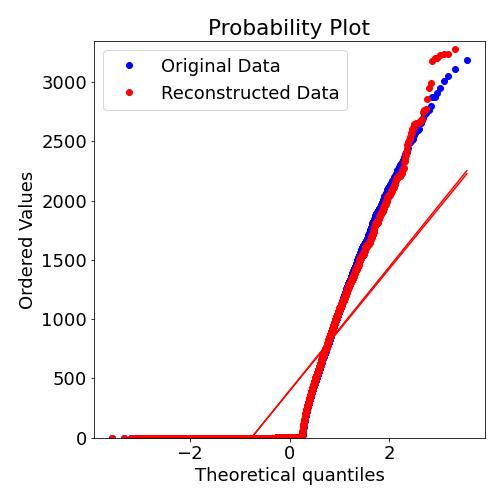 Probability Plot
Original Data
Reconstructed Data
Ordered Values
3000
2500
2000
1500
1000
500
0
−2
0
2
Theoretical quantiles